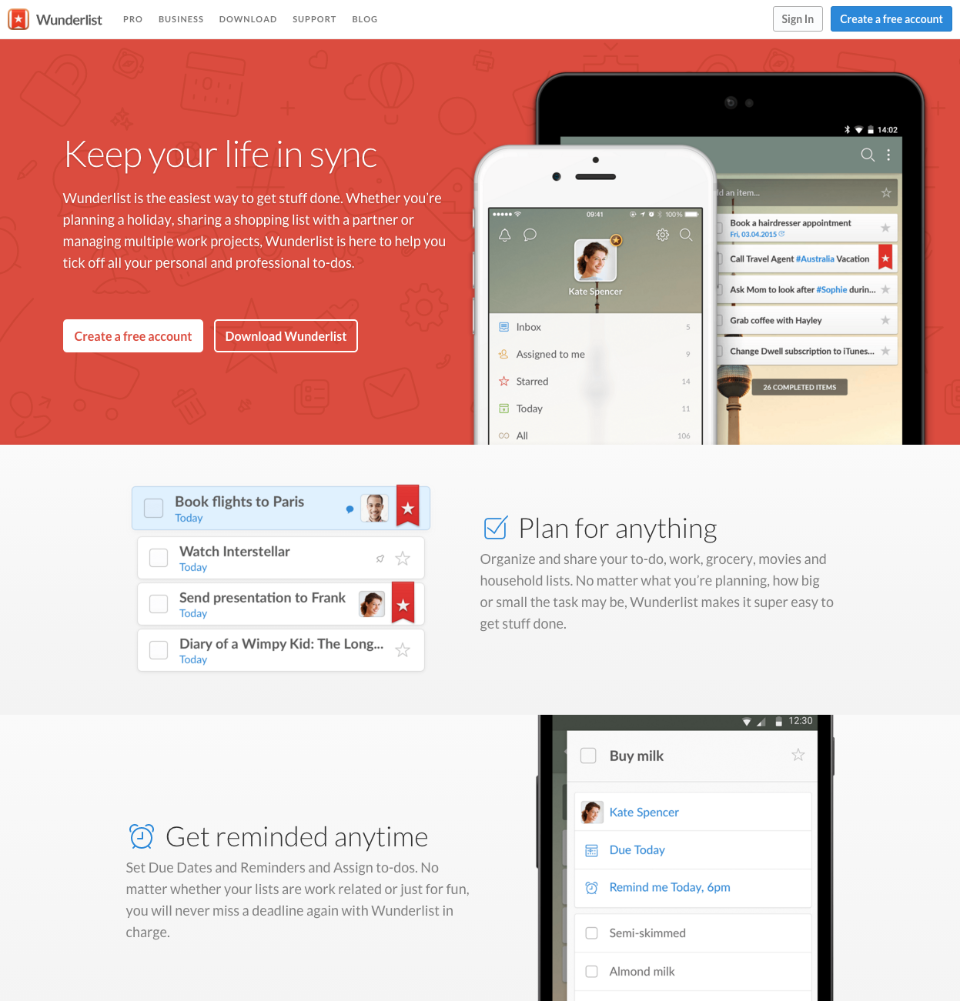 Wunderlist PRO BUSINESS DOWNLOAD SUPPORT BLOG Sign In Create a free account
Keep your life in sync
Wunderlist is the easiest way to get stuff done. Whether you're
planning a holiday, sharing a shopping list with a partner or
managing multiple work projects, Wunderlist is here to help you
tick off all your personal and professional to-dos.
Create a free account Download Wunderlist
09:41 100%
Kate Spencer
Inbox 5
Assigned to me 9
Starred 14
Today 11
All 106
14:02
an item...
Book a hairdresser appointment
Fri, 03.04.2015
Call Travel Agent #Australia Vacation
Ask Mom to look after #Sophie durin...
Grab coffee with Hayley
Change Dwell subscription to iTunes...
26 COMPLETED ITEMS
Book flights to Paris
Today
Watch Interstellar
Today
Send presentation to Frank
Today
Diary of a Wimpy Kid: The Long...
Today
Plan for anything
Organize and share your to-do, work, grocery, movies and
household lists. No matter what you're planning, how big
or small the task may be, Wunderlist makes it super easy to
get stuff done.
Get reminded anytime
Set Due Dates and Reminders and Assign to-dos. No
matter whether your lists are work related or just for fun,
you will never miss a deadline again with Wunderlist in
charge.
12:30
Buy milk
Kate Spencer
Due Today
Remind me Today, 6pm
Semi-skimmed
Almond milk